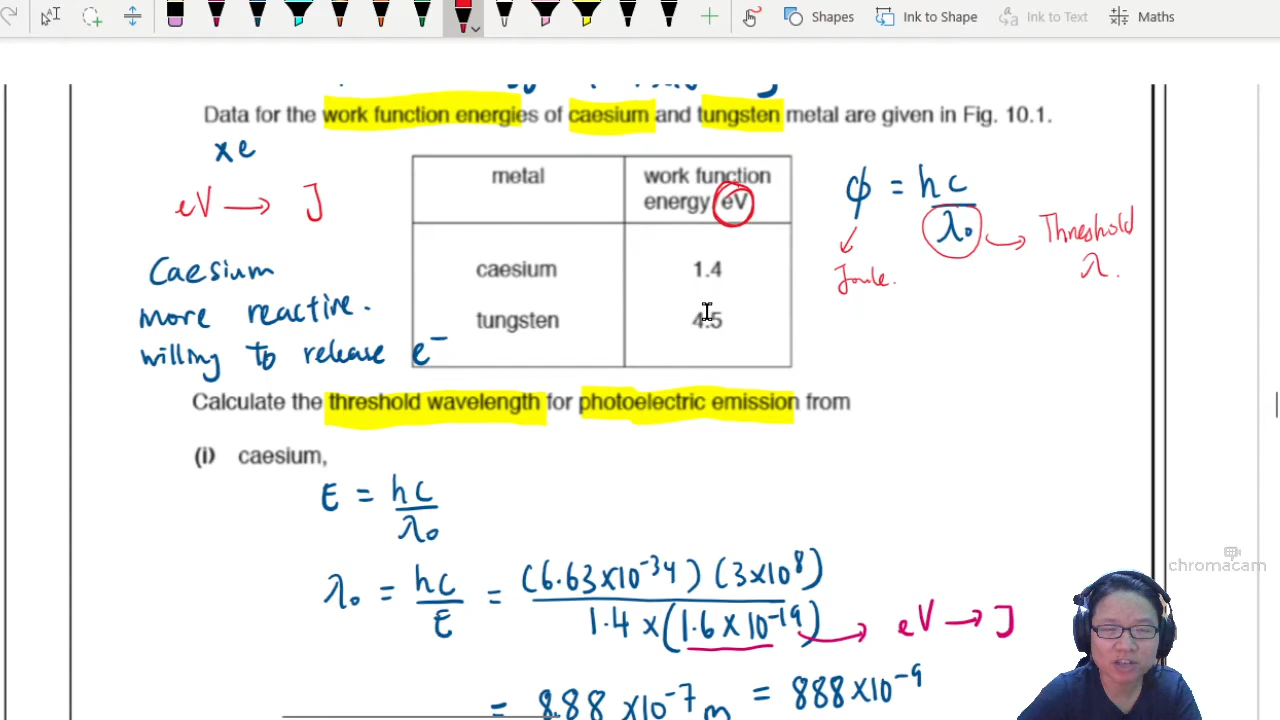 Shapes Ink to Shape Ink to Text Maths
Data for the work function energies of caesium and tungsten metal are given in Fig. 10.1.
xe
eV → J
metal work function energy eV
caesium 1.4
tungsten 4.5
Caesium
more reactive.
willing to release e⁻
ϕ = hc/λ₀
Threshold λ.
Joule.
Calculate the threshold wavelength for photoelectric emission from
(i) caesium,
E = hc/λ₀
λ₀ = hc/E = (6.63×10⁻³⁴)(3×10⁸)/1.4×(1.6×10⁻¹⁹) → eV → J
= 8.88 ×10⁻⁷ m = 888×10⁻⁹
chromacam